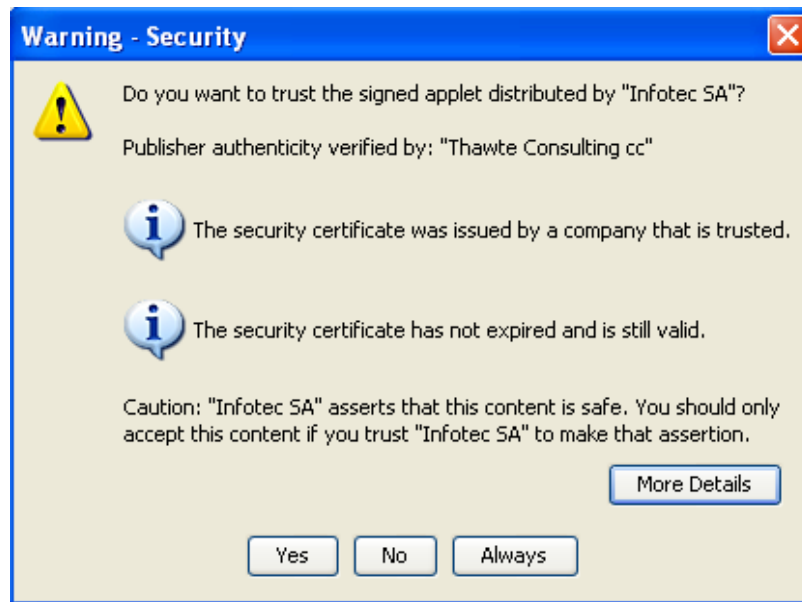 Warning - Security
Do you want to trust the signed applet distributed by "Infotec SA"?
Publisher authenticity verified by: "Thawte Consulting cc"
The security certificate was issued by a company that is trusted.
The security certificate has not expired and is still valid.
Caution: "Infotec SA" asserts that this content is safe. You should only
accept this content if you trust "Infotec SA" to make that assertion.
More Details
Yes No Always